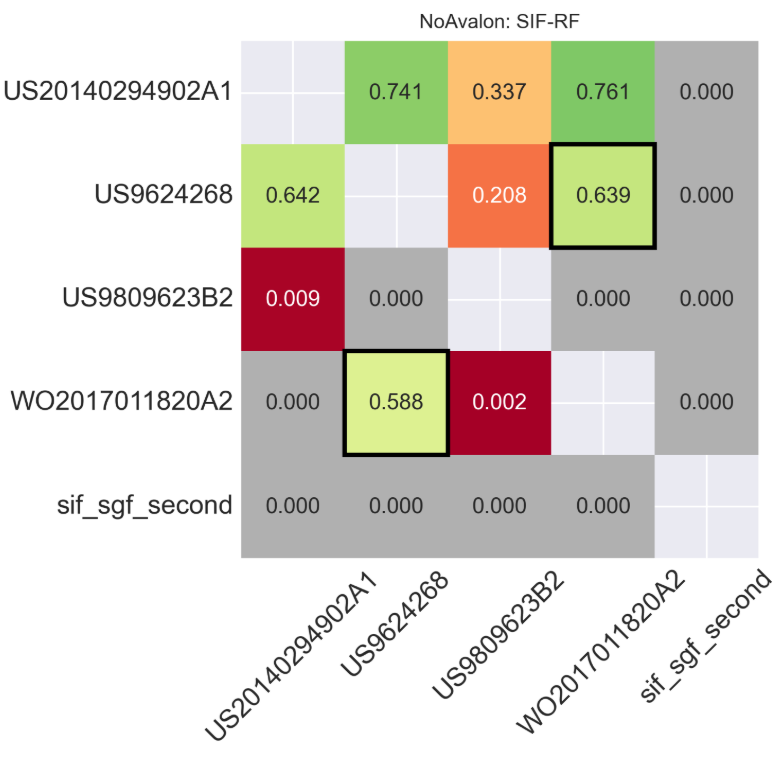 NoAvalon: SIF-RF
US20140294902A1 0.741 0.337 0.761 0.000
US9624268 0.642 0.208 0.639 0.000
US9809623B2 0.009 0.000 0.000 0.000
WO2017011820A2 0.000 0.588 0.002 0.000
sif_sgf_second 0.000 0.000 0.000 0.000
US20140294902A1 US9624268 US9809623B2 WO2017011820A2 sif_sgf_second